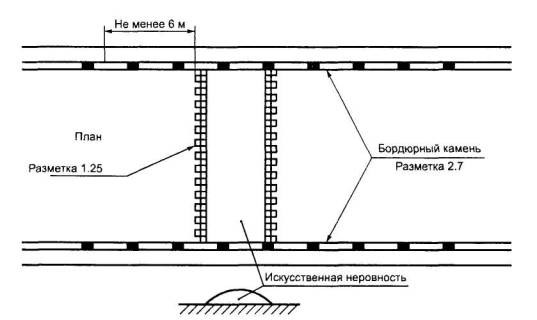 Не менее 6 м
План
Разметка 1.25
Бордюрный камень
Разметка 2.7
Искусственная неровность